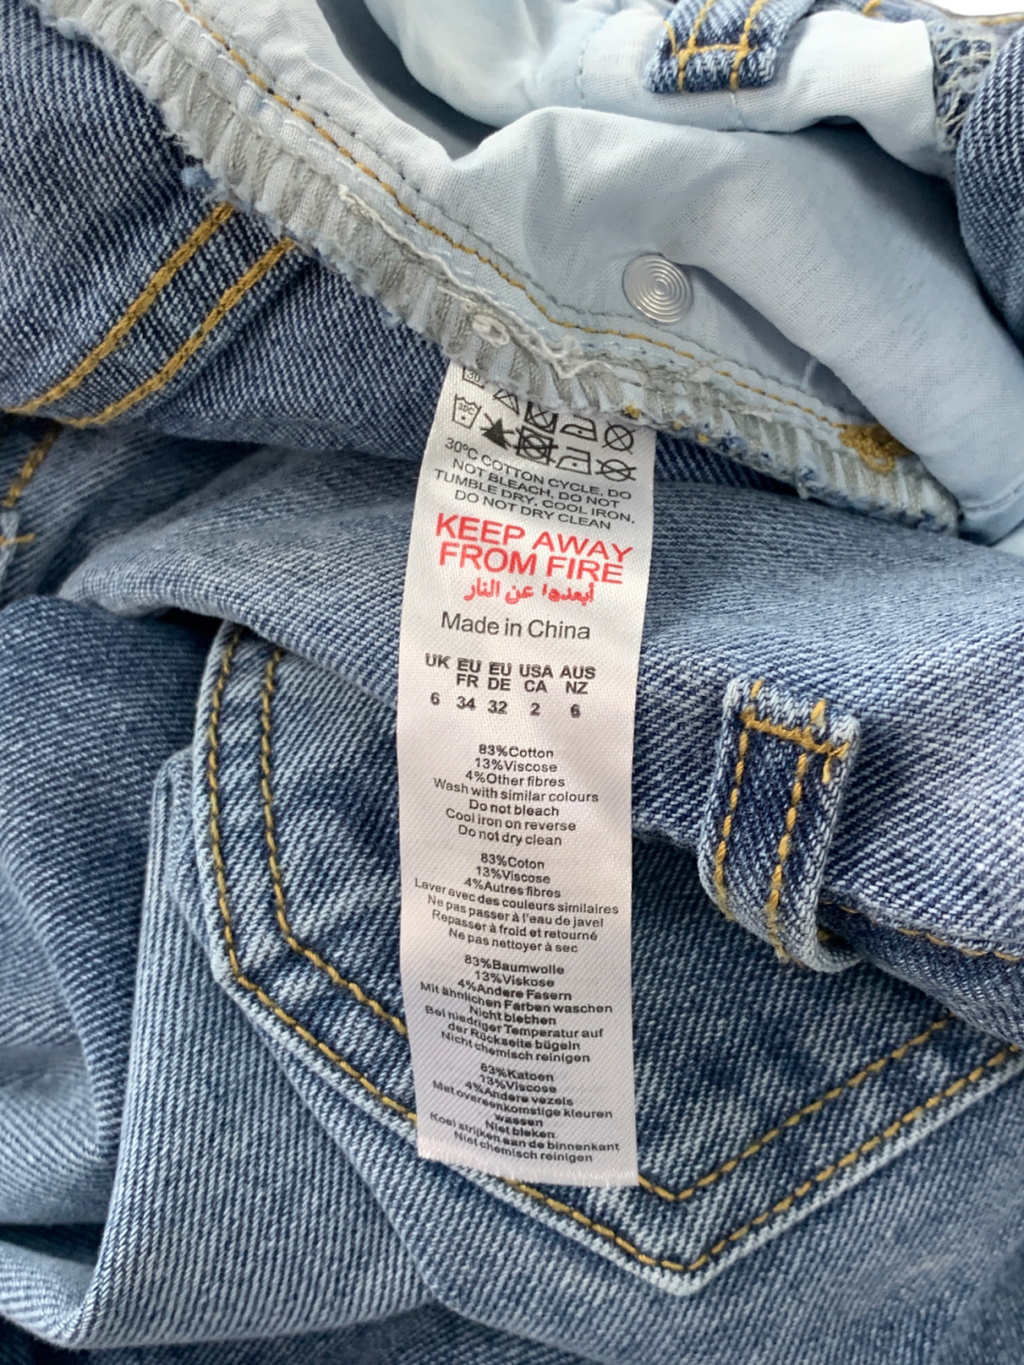 30°C COTTON CYCLE, DO
NOT BLEACH, DO NOT
TUMBLE DRY, COOL IRON,
DO NOT DRY CLEAN
KEEP AWAY
FROM FIRE
أبعدوا عن النار
Made in China
UK EU EU USA AUS
FR DE CA NZ
6 34 32 2 6
83%Cotton
13%Viscose
4%Other fibres
Wash with similar colours
Do not bleach
Cool iron on reverse
Do not dry clean
83%Coton
13%Viscose
4%Autres fibres
Laver avec des couleurs similaires
Ne pas passer à l'eau de javel
Repasser à froid et retourné
Ne pas nettoyer à sec
83%Baumwolle
13%Viskose
4%Andere Fasern
Mit ähnlichen Farben waschen
Nicht blechen
Bei niedriger Temperatur auf
der Rückseite bügeln
Nicht chemisch reinigen
83%Katoen
13%Viscose
4%Andere vezels
Met overeenkomstige kleuren
wassen
Niet bleken
Koel strijken aan de binnenkant
Niet chemisch reinigen